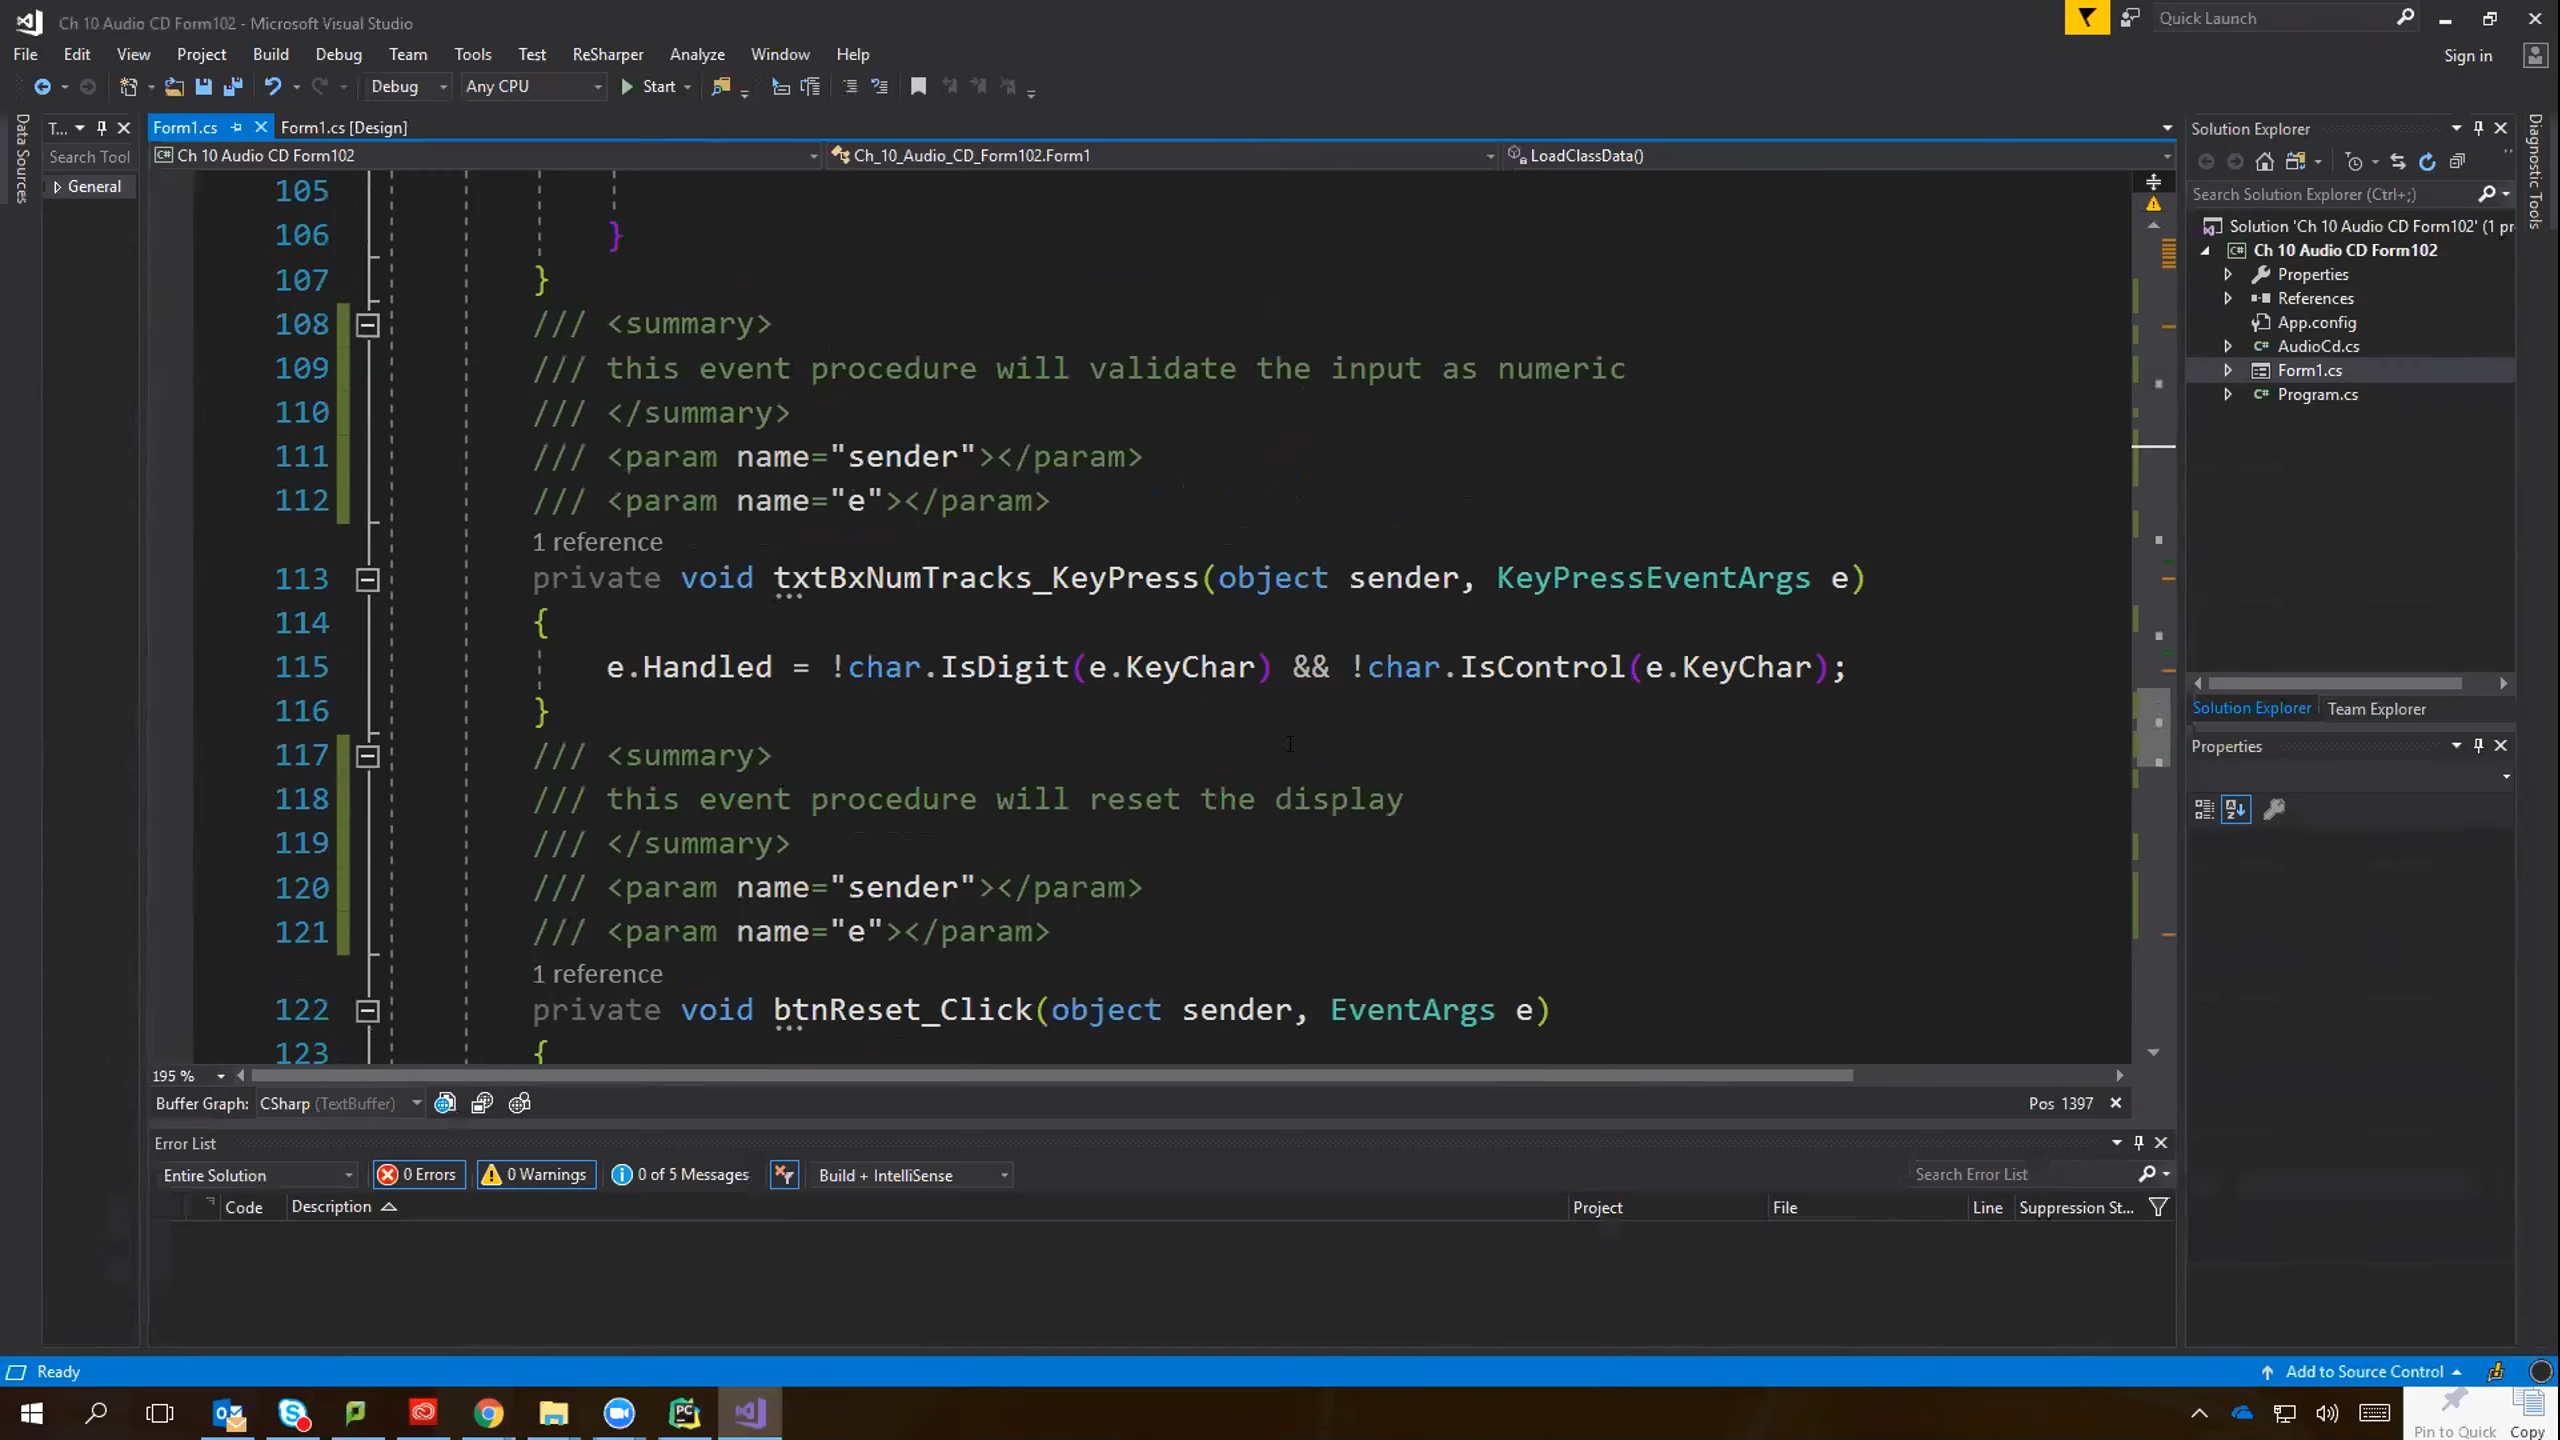 Ch 10 Audio CD Form102 - Microsoft Visual Studio
Quick Launch
File Edit View Project Build Debug Team Tools Test ReSharper Analyze Window Help
Sign in
Debug Any CPU Start
Data Sources
T...
Search Tool
General
Form1.cs Form1.cs [Design]
Ch 10 Audio CD Form102 Ch_10_Audio_CD_Form102.Form1 LoadClassData()
105
106 }
107 }
108 /// <summary>
109 /// this event procedure will validate the input as numeric
110 /// </summary>
111 /// <param name="sender"></param>
112 /// <param name="e"></param>
1 reference
113 private void txtBxNumTracks_KeyPress(object sender, KeyPressEventArgs e)
114 {
115 e.Handled = !char.IsDigit(e.KeyChar) && !char.IsControl(e.KeyChar);
116 }
117 /// <summary>
118 /// this event procedure will reset the display
119 /// </summary>
120 /// <param name="sender"></param>
121 /// <param name="e"></param>
1 reference
122 private void btnReset_Click(object sender, EventArgs e)
123 {
195 %
Buffer Graph: CSharp (TextBuffer)
Pos 1397
Error List
Entire Solution 0 Errors 0 Warnings 0 of 5 Messages Build + IntelliSense
Search Error List
Code Description Project File Line Suppression St...
Solution Explorer
Search Solution Explorer (Ctrl+;)
Solution 'Ch 10 Audio CD Form102' (1 pr
Ch 10 Audio CD Form102
Properties
References
App.config
AudioCd.cs
Form1.cs
Program.cs
Solution Explorer Team Explorer
Properties
Diagnostic Tools
Ready
Add to Source Control
Pin to Quick Copy